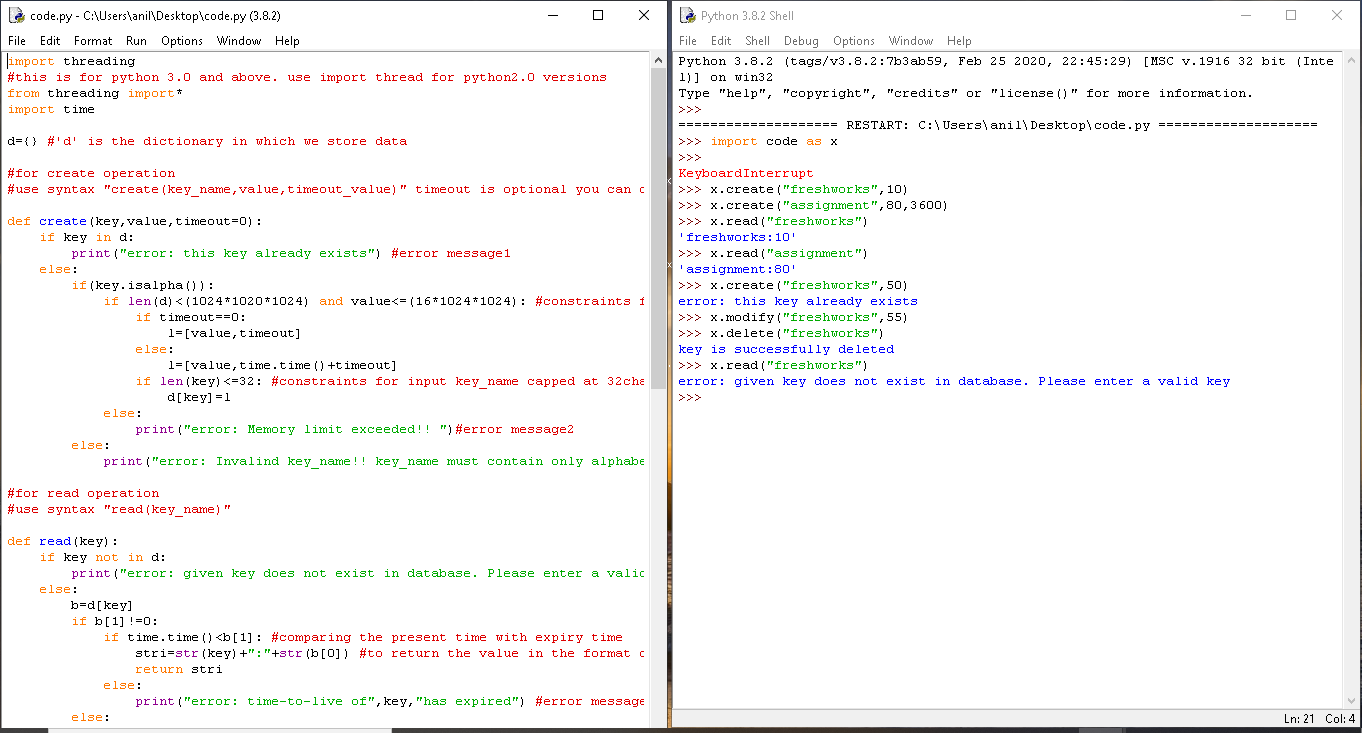 code.py - C:\Users\anil\Desktop\code.py (3.8.2)
File Edit Format Run Options Window Help
import threading
#this is for python 3.0 and above. use import thread for python2.0 versions
from threading import*
import time
d={} #'d' is the dictionary in which we store data
#for create operation
#use syntax "create(key_name,value,timeout_value)" timeout is optional you can
def create(key,value,timeout=0):
    if key in d:
        print("error: this key already exists") #error message1
    else:
        if(key.isalpha()):
            if len(d)<(1024*1020*1024) and value<=(16*1024*1024): #constraints
                if timeout==0:
                    l=[value,timeout]
                else:
                    l=[value,time.time()+timeout]
                if len(key)<=32: #constraints for input key_name capped at 32cha
                    d[key]=l
            else:
                print("error: Memory limit exceeded!! ")#error message2
        else:
            print("error: Invalind key_name!! key_name must contain only alphabe
#for read operation
#use syntax "read(key_name)"
def read(key):
    if key not in d:
        print("error: given key does not exist in database. Please enter a valid
    else:
        b=d[key]
        if b[1]!=0:
            if time.time()<b[1]: #comparing the present time with expiry time
                stri=str(key)+":"+str(b[0]) #to return the value in the format
                return stri
            else:
                print("error: time-to-live of",key,"has expired") #error message
        else:
Python 3.8.2 Shell
File Edit Shell Debug Options Window Help
Python 3.8.2 (tags/v3.8.2:7b3ab59, Feb 25 2020, 22:45:29) [MSC v.1916 32 bit (Inte
l)] on win32
Type "help", "copyright", "credits" or "license()" for more information.
>>>
==================== RESTART: C:\Users\anil\Desktop\code.py ====================
>>> import code as x
>>>
KeyboardInterrupt
>>> x.create("freshworks",10)
>>> x.create("assignment",80,3600)
>>> x.read("freshworks")
'freshworks:10'
>>> x.read("assignment")
'assignment:80'
>>> x.create("freshworks",50)
error: this key already exists
>>> x.modify("freshworks",55)
>>> x.delete("freshworks")
key is successfully deleted
>>> x.read("freshworks")
error: given key does not exist in database. Please enter a valid key
>>>
Ln: 21 Col: 4